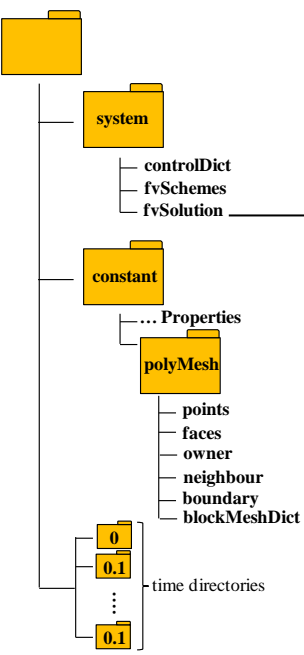 system
controlDict
fvSchemes
fvSolution
constant
... Properties
polyMesh
points
faces
owner
neighbour
boundary
blockMeshDict
0
0.1
time directories
0.1